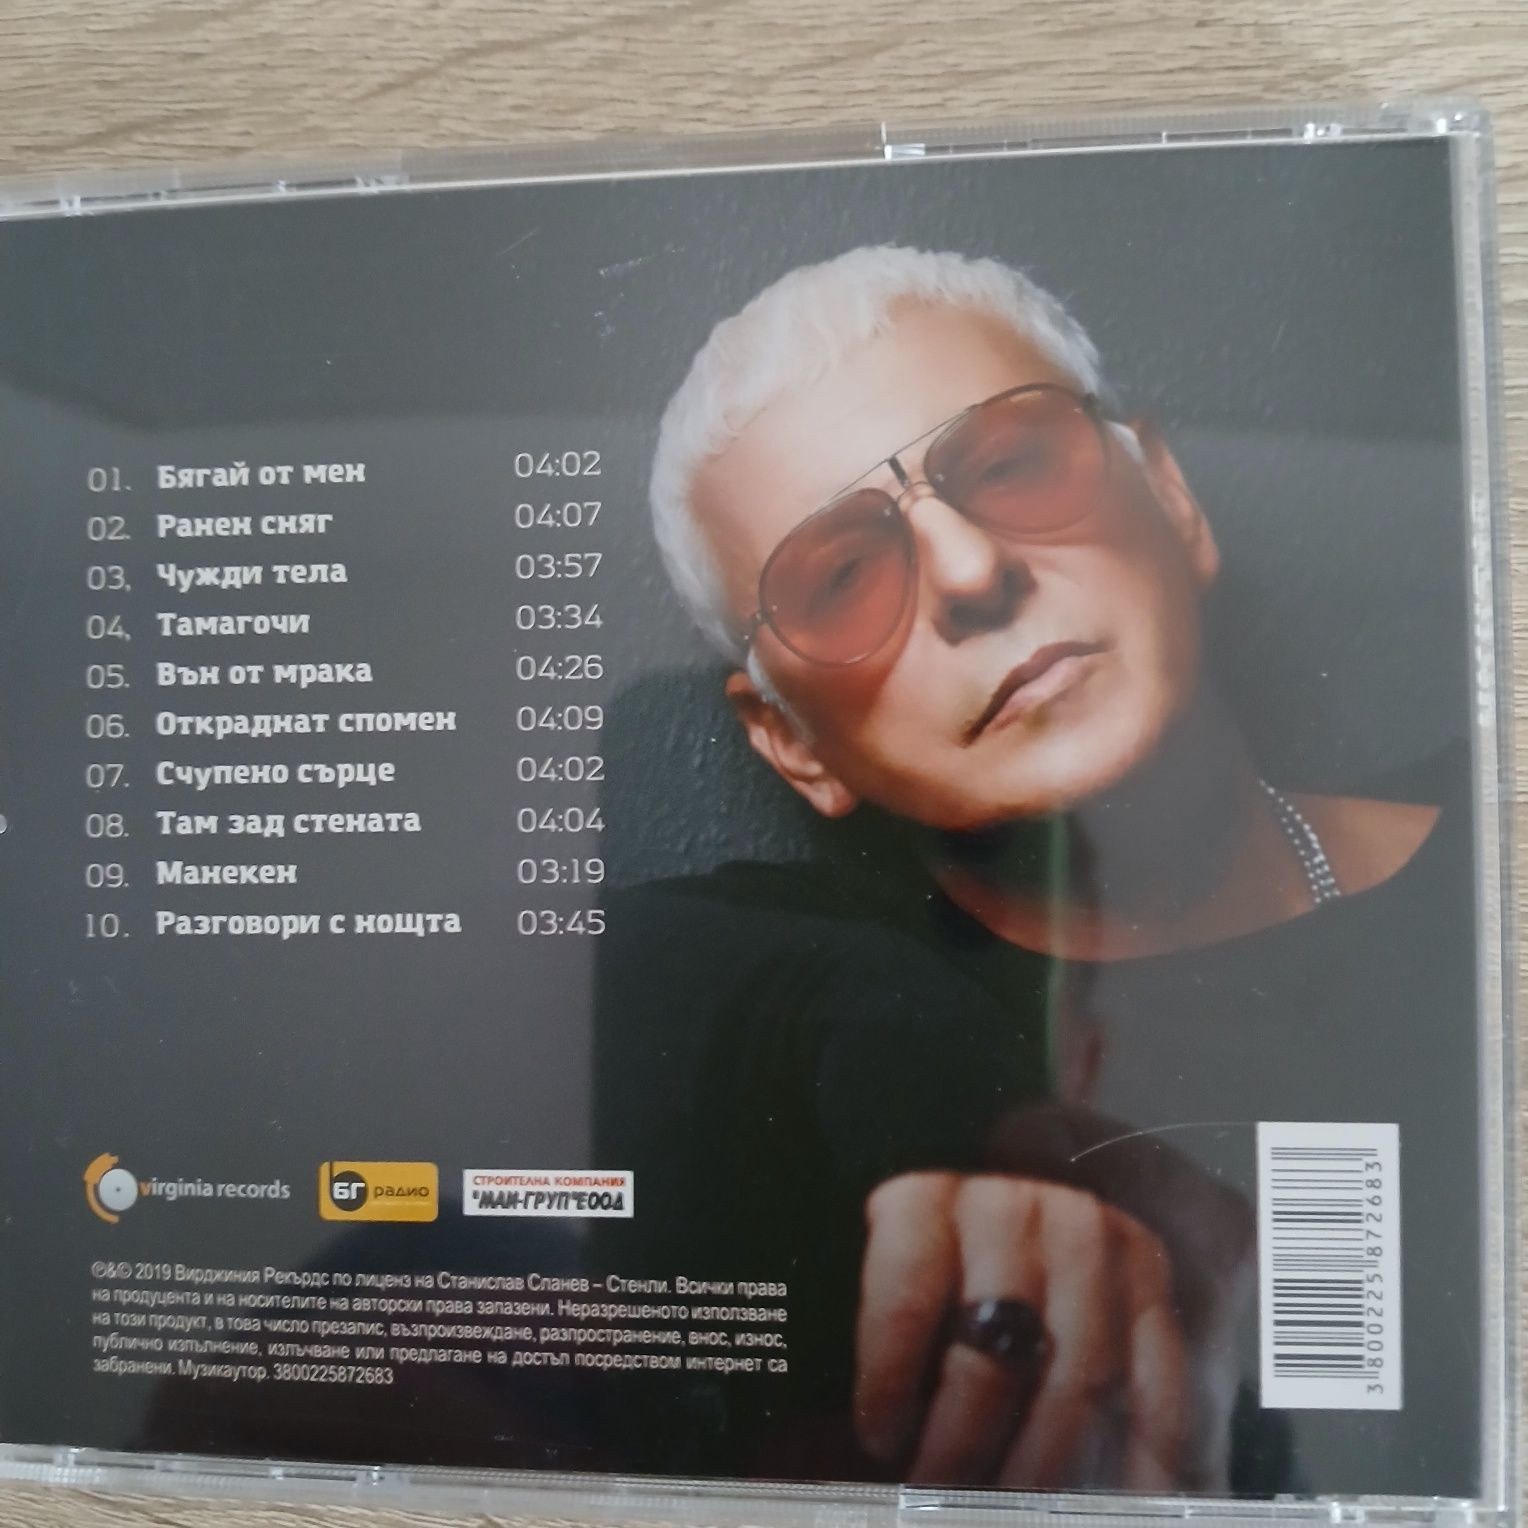 01. Бягай от мен 04:02
02. Ранен сняг 04:07
03. Чужди тела 03:57
04. Тамагочи 03:34
05. Вън от мрака 04:26
06. Откраднат спомен 04:09
07. Счупено сърце 04:02
08. Там зад стената 04:04
09. Манекен 03:19
10. Разговори с нощта 03:45
virginia records
БГ радио
СТРОИТЕЛНА КОМПАНИЯ
"МАИ-ГРУП"ЕООД
℗&© 2019 Вирджиния Рекърдс по лиценз на Станислав Сланев – Стенли. Всички права
на продуцента и на носителите на авторски права запазени. Неразрешеното използване
на този продукт, в това число презапис, възпроизвеждане, разпространение, внос, износ,
публично изпълнение, излъчване или предлагане на достъп посредством интернет са
забранени. Музикаутор. 3800225872683
3800225872683